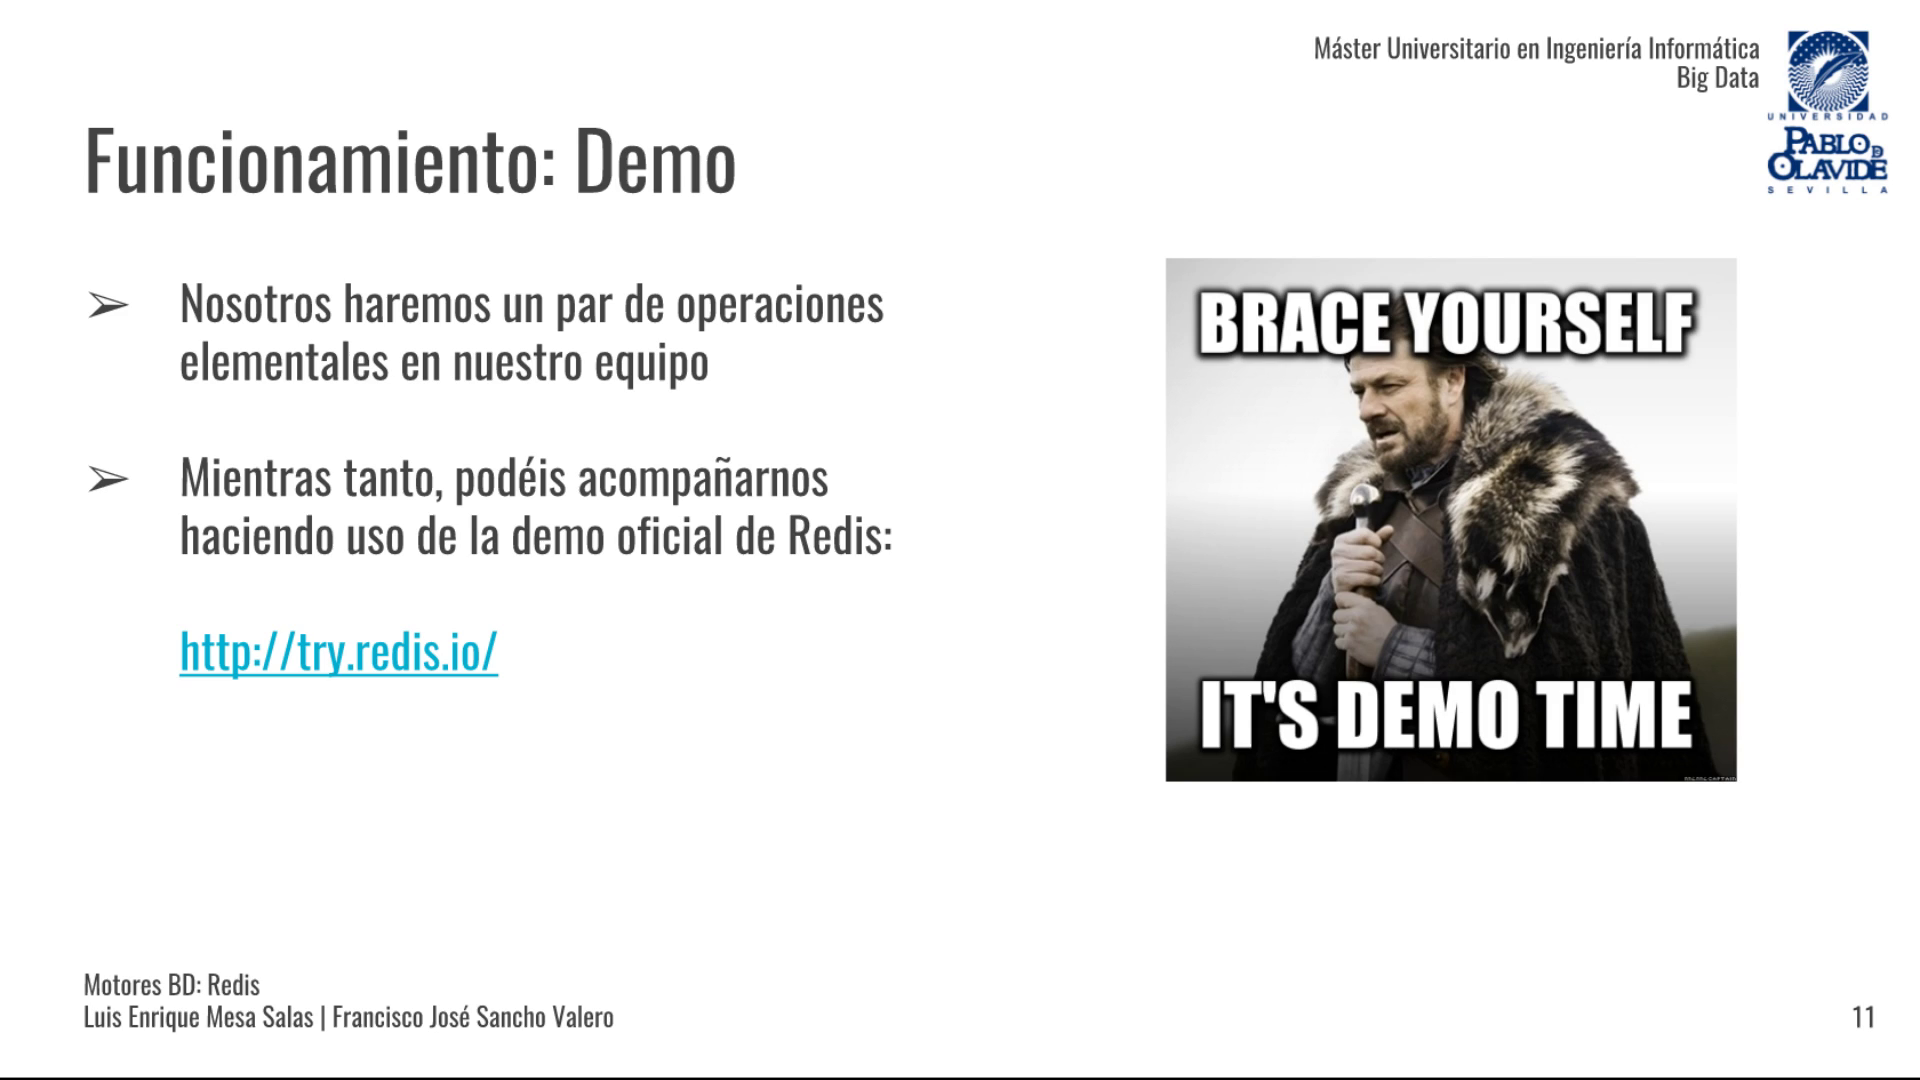 Máster Universitario en Ingeniería Informática
Big Data
UNIVERSIDAD
PABLO DE
OLAVIDE
SEVILLA
Funcionamiento: Demo
➢ Nosotros haremos un par de operaciones
elementales en nuestro equipo
➢ Mientras tanto, podéis acompañarnos
haciendo uso de la demo oficial de Redis:
http://try.redis.io/
BRACE YOURSELF
IT'S DEMO TIME
Motores BD: Redis
Luis Enrique Mesa Salas | Francisco José Sancho Valero
11